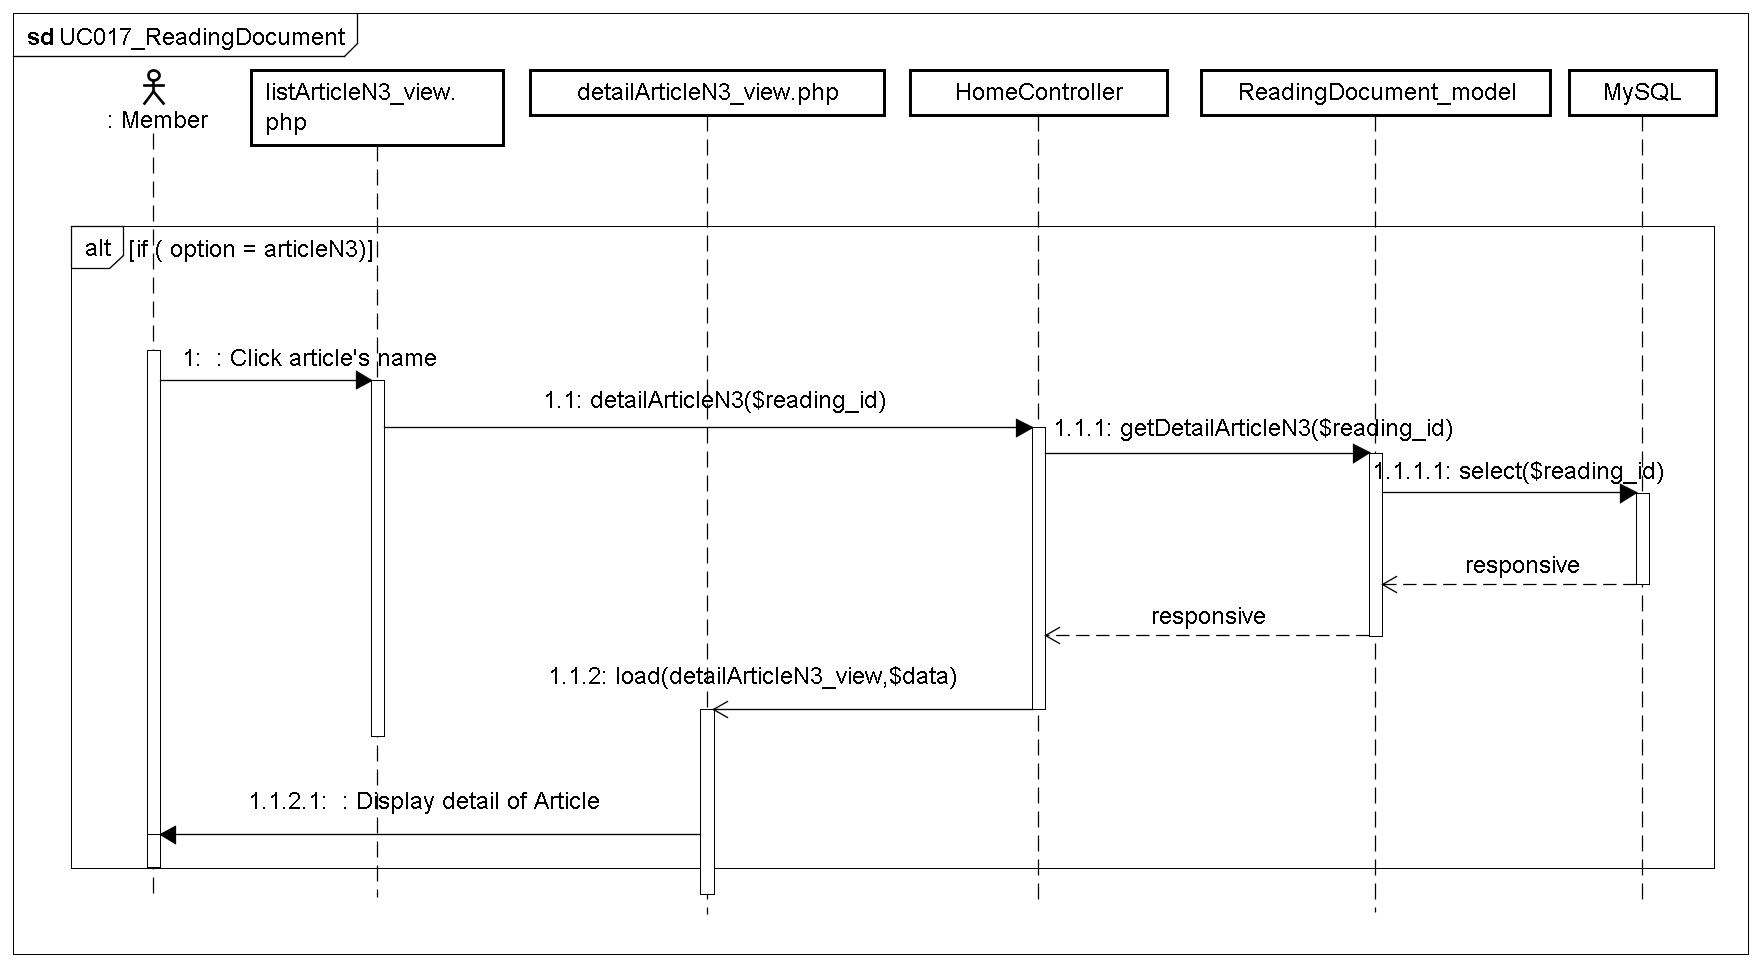 sd UC017_ReadingDocument
: Member
listArticleN3_view.
php
detailArticleN3_view.php
HomeController
ReadingDocument_model
MySQL
alt [if ( option = articleN3)]
1:  : Click article's name
1.1: detailArticleN3($reading_id)
1.1.1: getDetailArticleN3($reading_id)
1.1.1.1: select($reading_id)
responsive
responsive
1.1.2: load(detailArticleN3_view,$data)
1.1.2.1:  : Display detail of Article